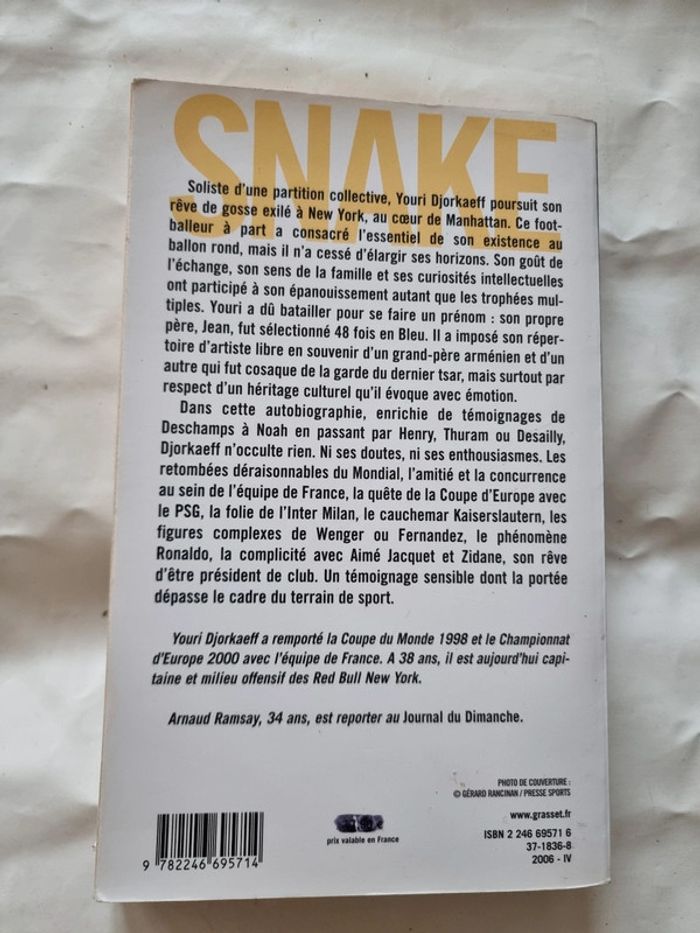 SNAKE
Soliste d'une partition collective, Youri Djorkaeff poursuit son
rêve de gosse exilé à New York, au cœur de Manhattan. Ce foot-
balleur à part a consacré l'essentiel de son existence au
ballon rond, mais il n'a cessé d'élargir ses horizons. Son goût de
l'échange, son sens de la famille et ses curiosités intellectuelles
ont participé à son épanouissement autant que les trophées mul-
tiples. Youri a dû batailler pour se faire un prénom : son propre
père, Jean, fut sélectionné 48 fois en Bleu. Il a imposé son réper-
toire d'artiste libre en souvenir d'un grand-père arménien et d'un
autre qui fut cosaque de la garde du dernier tsar, mais surtout par
respect d'un héritage culturel qu'il évoque avec émotion.
Dans cette autobiographie, enrichie de témoignages de
Deschamps à Noah en passant par Henry, Thuram ou Desailly,
Djorkaeff n'occulte rien. Ni ses doutes, ni ses enthousiasmes. Les
retombées déraisonnables du Mondial, l'amitié et la concurrence
au sein de l'équipe de France, la quête de la Coupe d'Europe avec
le PSG, la folie de l'Inter Milan, le cauchemar Kaiserslautern, les
figures complexes de Wenger ou Fernandez, le phénomène
Ronaldo, la complicité avec Aimé Jacquet et Zidane, son rêve
d'être président de club. Un témoignage sensible dont la portée
dépasse le cadre du terrain de sport.
Youri Djorkaeff a remporté la Coupe du Monde 1998 et le Championnat
d'Europe 2000 avec l'équipe de France. A 38 ans, il est aujourd'hui capi-
taine et milieu offensif des Red Bull New York.
Arnaud Ramsay, 34 ans, est reporter au Journal du Dimanche.
PHOTO DE COUVERTURE :
© GÉRARD RANCINAN / PRESSE SPORTS
www.grasset.fr
ISBN 2 246 69571 6
37-1836-8
2006 - IV
prix valable en France
9 782246 695714